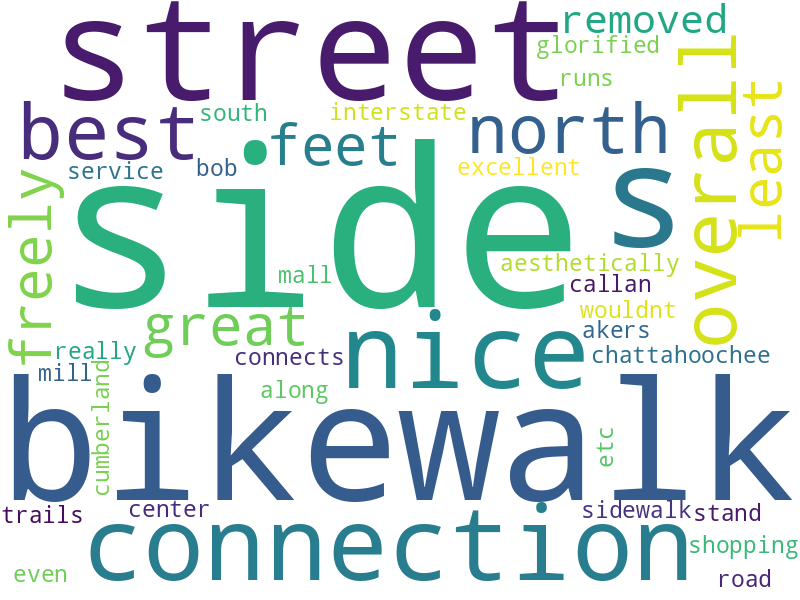 street
removed
glorified
runs
overall
least
best
south
interstate
north
feet
service
bob
excellent
s
side
freely
mall
aesthetically
callan
great
wouldnt
nice
akers
really
connects
chattahoochee
mill
cumberland
along
bikewalk
etc
trails
center
sidewalk
stand
connection
shopping
even
road